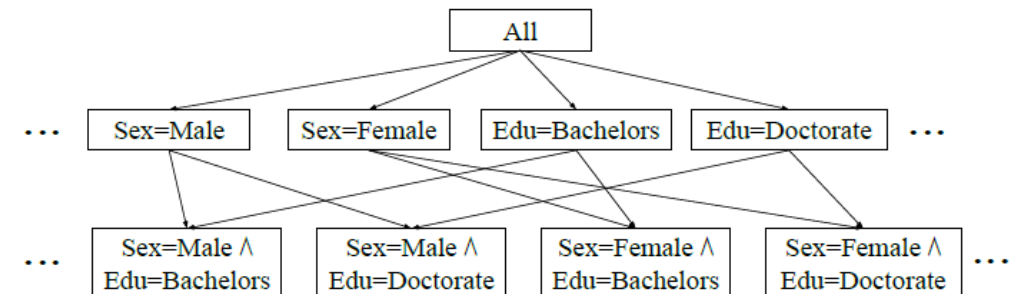 All
... Sex=Male Sex=Female Edu=Bachelors Edu=Doctorate ...
... Sex=Male ∧ Sex=Male ∧ Sex=Female ∧ Sex=Female ∧ ...
Edu=Bachelors Edu=Doctorate Edu=Bachelors Edu=Doctorate